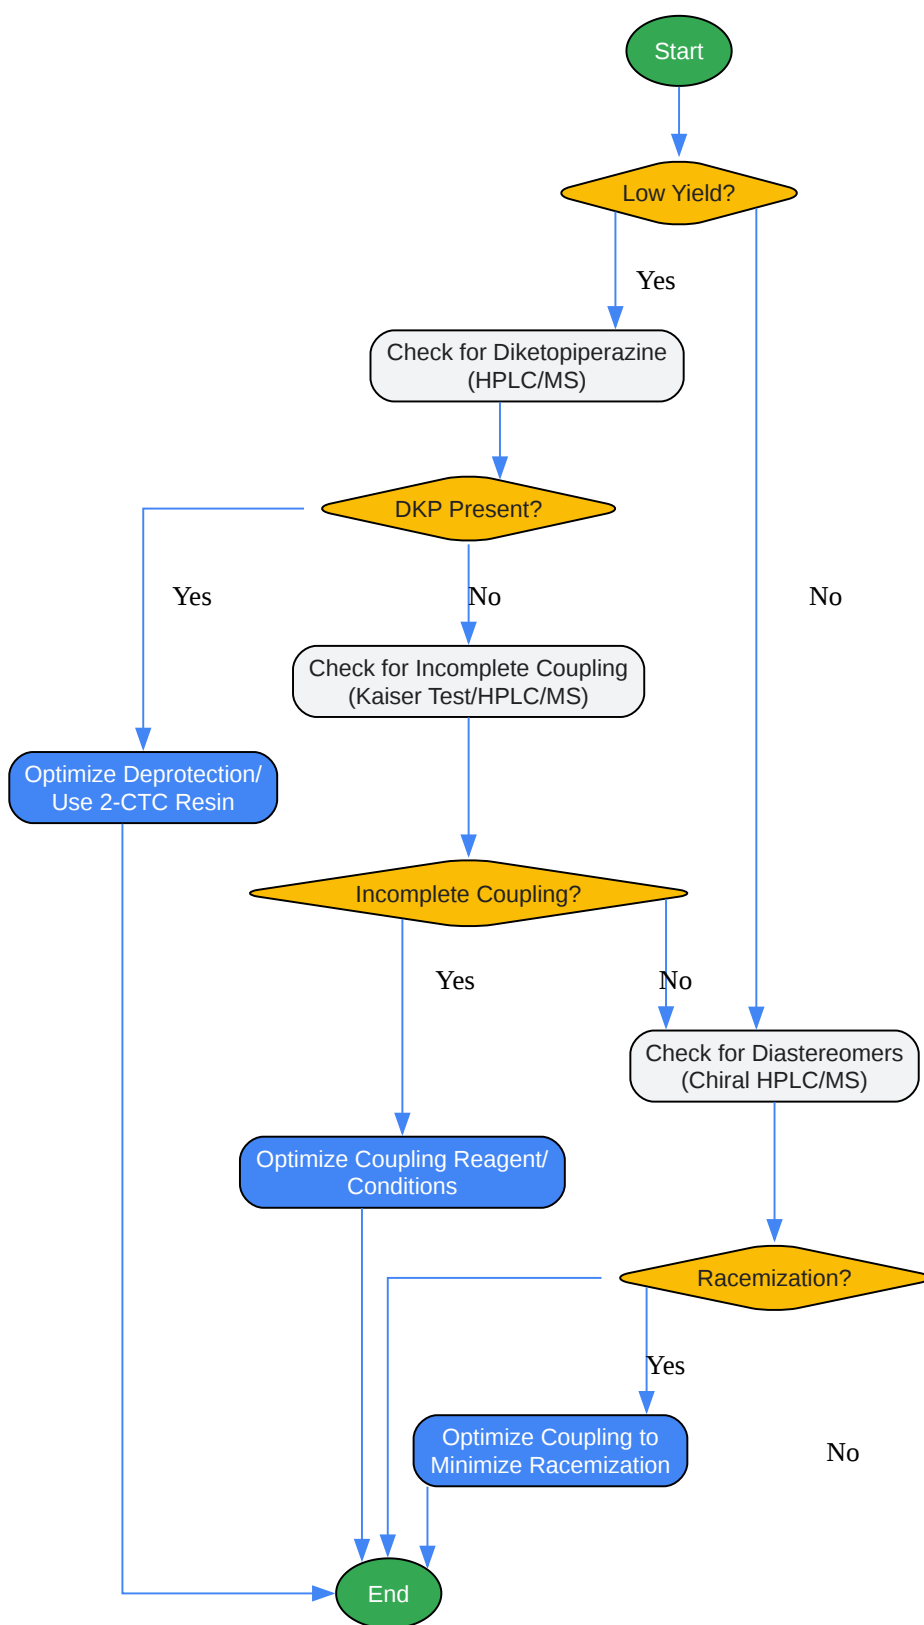 Start
Low Yield?
Yes
Check for Diketopiperazine
(HPLC/MS)
DKP Present?
Yes
No
No
Check for Incomplete Coupling
(Kaiser Test/HPLC/MS)
Optimize Deprotection/
Use 2-CTC Resin
Incomplete Coupling?
Yes
No
Check for Diastereomers
(Chiral HPLC/MS)
Optimize Coupling Reagent/
Conditions
Racemization?
Yes
Optimize Coupling to
Minimize Racemization
No
End